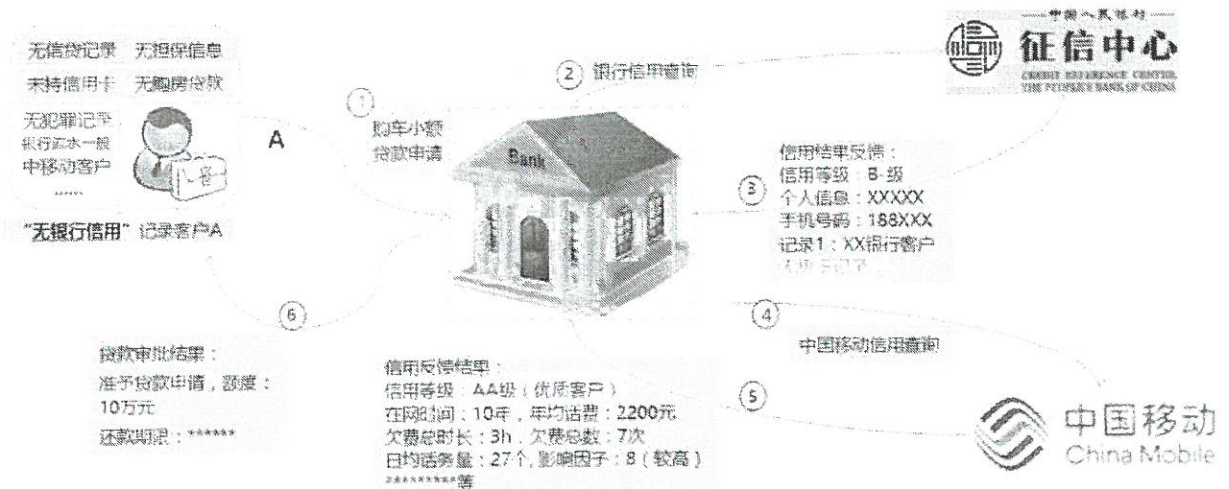 无信贷记录 无担保信息
未持信用卡 无购房贷款
无犯罪记录
银行流水一般
中移动客户
......
"无银行信用" 记录客户A
A
①
购车小额
贷款申请
② 银行信用查询
中国人民银行
征信中心
CREDIT REFERENCE CENTER,
THE PEOPLE'S BANK OF CHINA
Bank
③
信用结果反馈：
信用等级：B-级
个人信息：XXXXX
手机号码：188XXX
记录1：XX银行客户
④
中国移动信用查询
⑤
中国移动
China Mobile
⑥
贷款审批结果：
准予贷款申请，额度：
10万元
还款期限：******
信用反馈结果：
信用等级：AA级（优质客户）
在网时间：10年，年均话费：2200元
欠费总时长：3h，欠费总数：7次
日均话务量：27个,影响因子：8（较高）
*********等